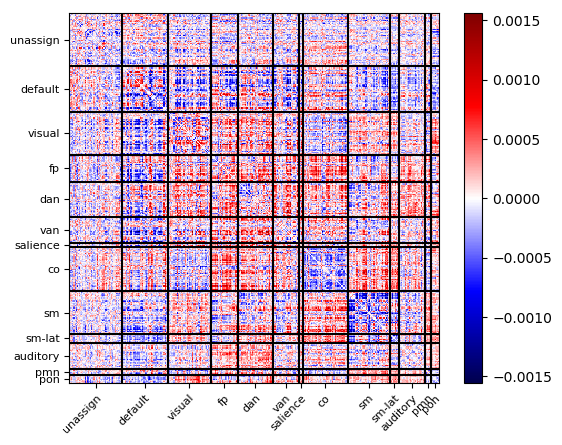 unassign
default
visual
fp
dan
van
salience
co
sm
sm-lat
auditory
pmn
pon
unassign
default
visual
fp
dan
van
salience
co
sm
sm-lat
auditory
pmn
pon
0.0015
0.0010
0.0005
0.0000
−0.0005
−0.0010
−0.0015